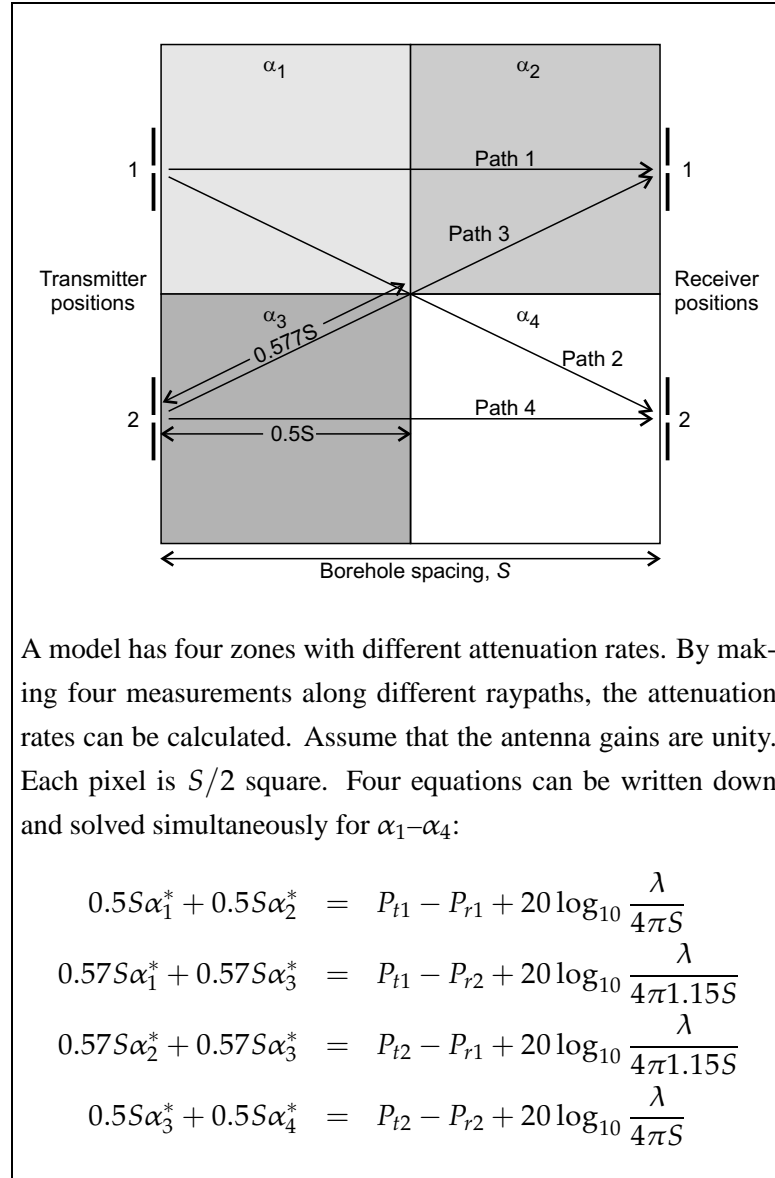 α1
α2
1
Path 1
1
Path 3
Transmitter
positions
Receiver
positions
α3
α4
0.577S
Path 2
2
Path 4
2
0.5S
Borehole spacing, S
A model has four zones with different attenuation rates. By mak-
ing four measurements along different raypaths, the attenuation
rates can be calculated. Assume that the antenna gains are unity.
Each pixel is S/2 square. Four equations can be written down
and solved simultaneously for α1–α4:
0.5Sα1* + 0.5Sα2* = Pt1 − Pr1 + 20 log10 λ/4πS
0.57Sα1* + 0.57Sα3* = Pt1 − Pr2 + 20 log10 λ/4π1.15S
0.57Sα2* + 0.57Sα3* = Pt2 − Pr1 + 20 log10 λ/4π1.15S
0.5Sα3* + 0.5Sα4* = Pt2 − Pr2 + 20 log10 λ/4πS